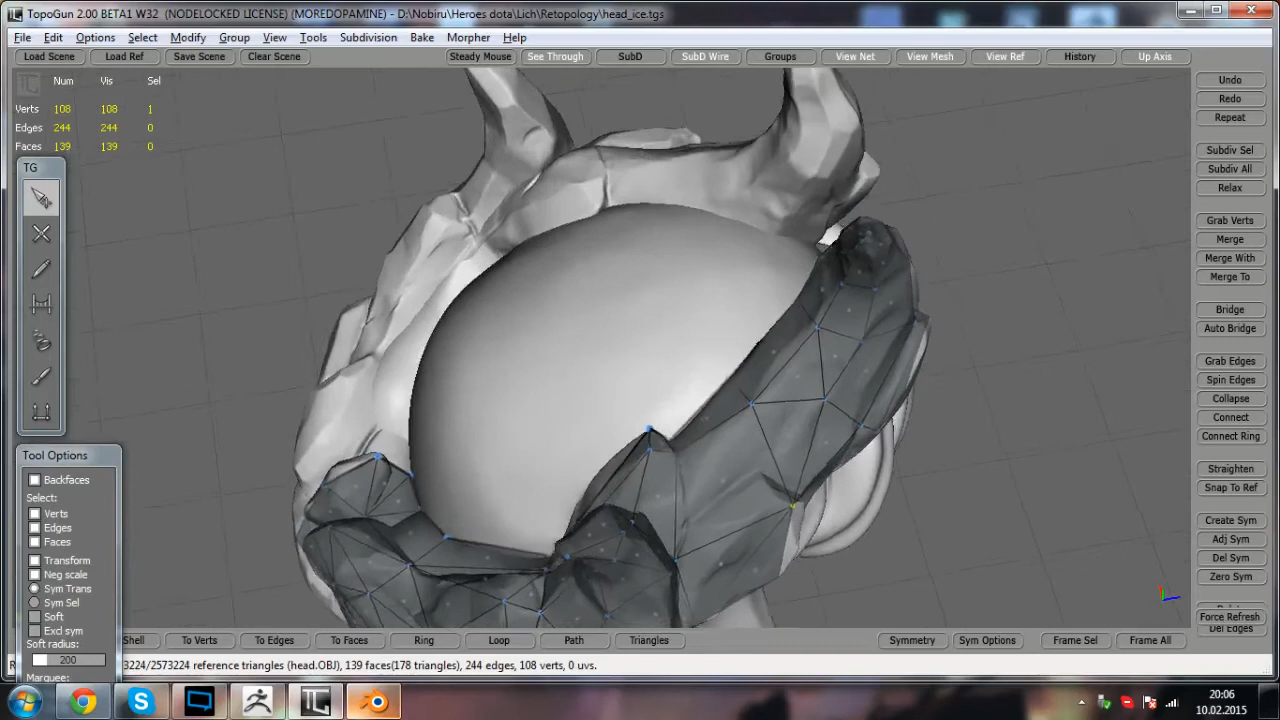 TopoGun 2.00 BETA1 W32 (NODELOCKED LICENSE) (MOREDOPAMINE) - D:\Nobiru\Heroes dota\Lich\Retopology\head_ice.tgs
File Edit Options Select Modify Group View Tools Subdivision Bake Morpher Help
Load Scene Load Ref Save Scene Clear Scene Steady Mouse See Through SubD SubD Wire Groups View Net View Mesh View Ref History Up Axis
Num Vis Sel
Verts 108 108 1
Edges 244 244 0
Faces 139 139 0
TG
Tool Options
Backfaces
Select:
Verts
Edges
Faces
Transform
Neg scale
Sym Trans
Sym Sel
Soft
Excl sym
Soft radius:
200
Marquee:
Undo
Redo
Repeat
Subdiv Sel
Subdiv All
Relax
Grab Verts
Merge
Merge With
Merge To
Bridge
Auto Bridge
Grab Edges
Spin Edges
Collapse
Connect
Connect Ring
Straighten
Snap To Ref
Create Sym
Adj Sym
Del Sym
Zero Sym
Force Refresh
Del Edges
Shell To Verts To Edges To Faces Ring Loop Path Triangles Symmetry Sym Options Frame Sel Frame All
3224/2573224 reference triangles (head.OBJ), 139 faces(178 triangles), 244 edges, 108 verts, 0 uvs.
20:06
10.02.2015